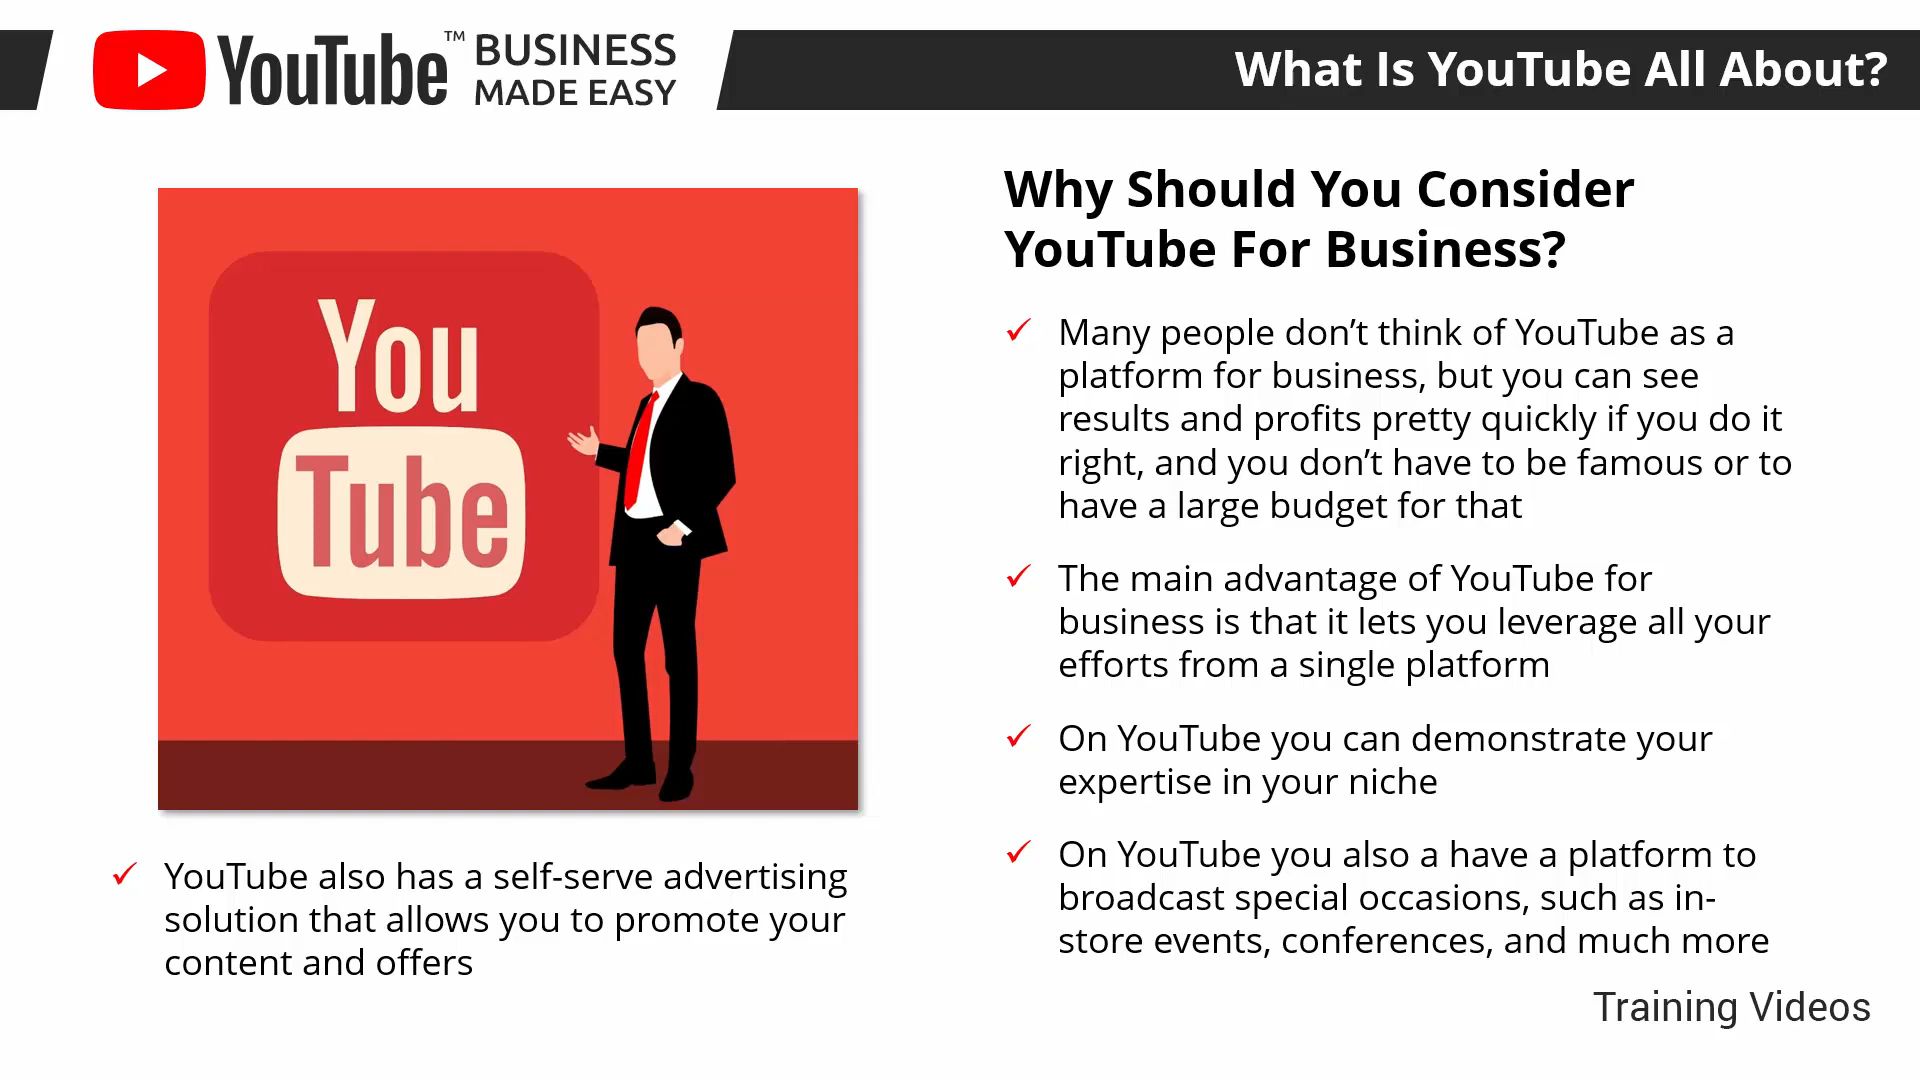 YouTube™ BUSINESS
MADE EASY
What Is YouTube All About?
You
Tube
YouTube also has a self-serve advertising
solution that allows you to promote your
content and offers
Why Should You Consider
YouTube For Business?
Many people don’t think of YouTube as a
platform for business, but you can see
results and profits pretty quickly if you do it
right, and you don’t have to be famous or to
have a large budget for that
The main advantage of YouTube for
business is that it lets you leverage all your
efforts from a single platform
On YouTube you can demonstrate your
expertise in your niche
On YouTube you also a have a platform to
broadcast special occasions, such as in-
store events, conferences, and much more
Training Videos